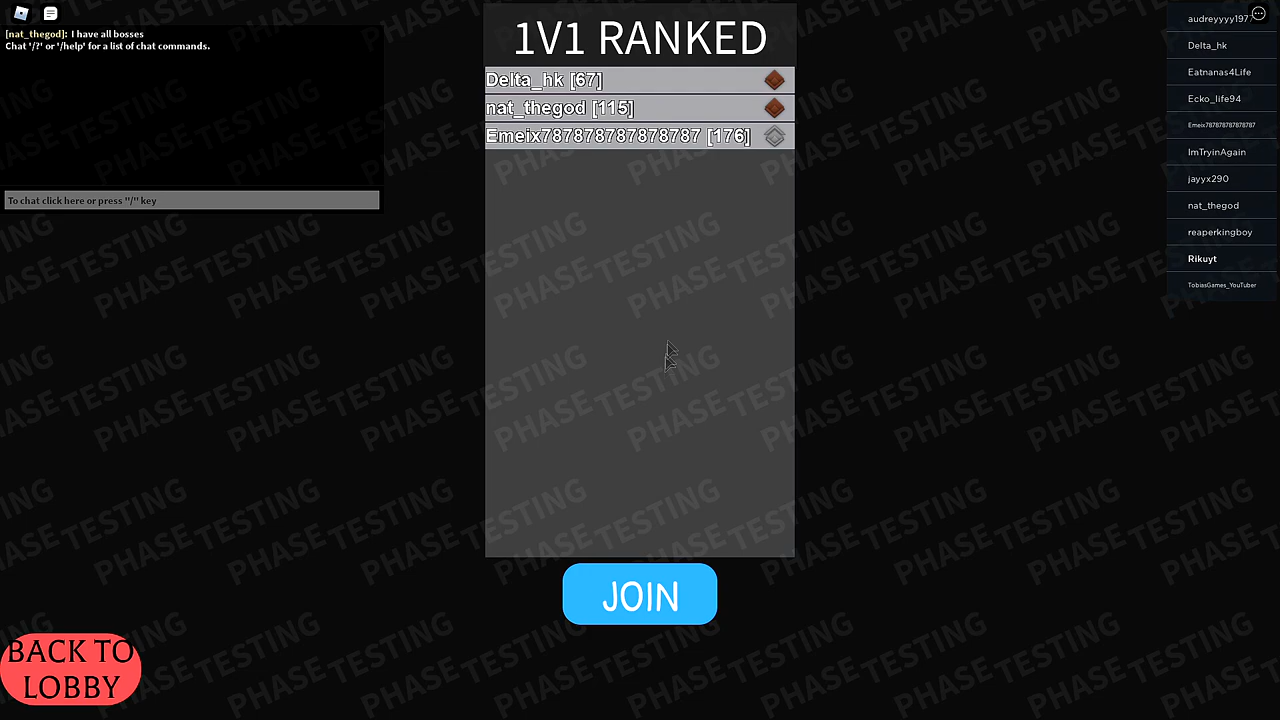 [nat_thegod]: I have all bosses
Chat '/?' or '/help' for a list of chat commands.
To chat click here or press "/" key
1V1 RANKED
Delta_hk [67]
nat_thegod [115]
Emeix787878787878787 [176]
JOIN
BACK TO
LOBBY
Delta_hk
Eatnanas4Life
Ecko_life94
Emeix787878787878787
ImTryinAgain
jayyx290
nat_thegod
reaperkingboy
Rikuyt
TobiasGames_YouTuber
PHASE TESTING